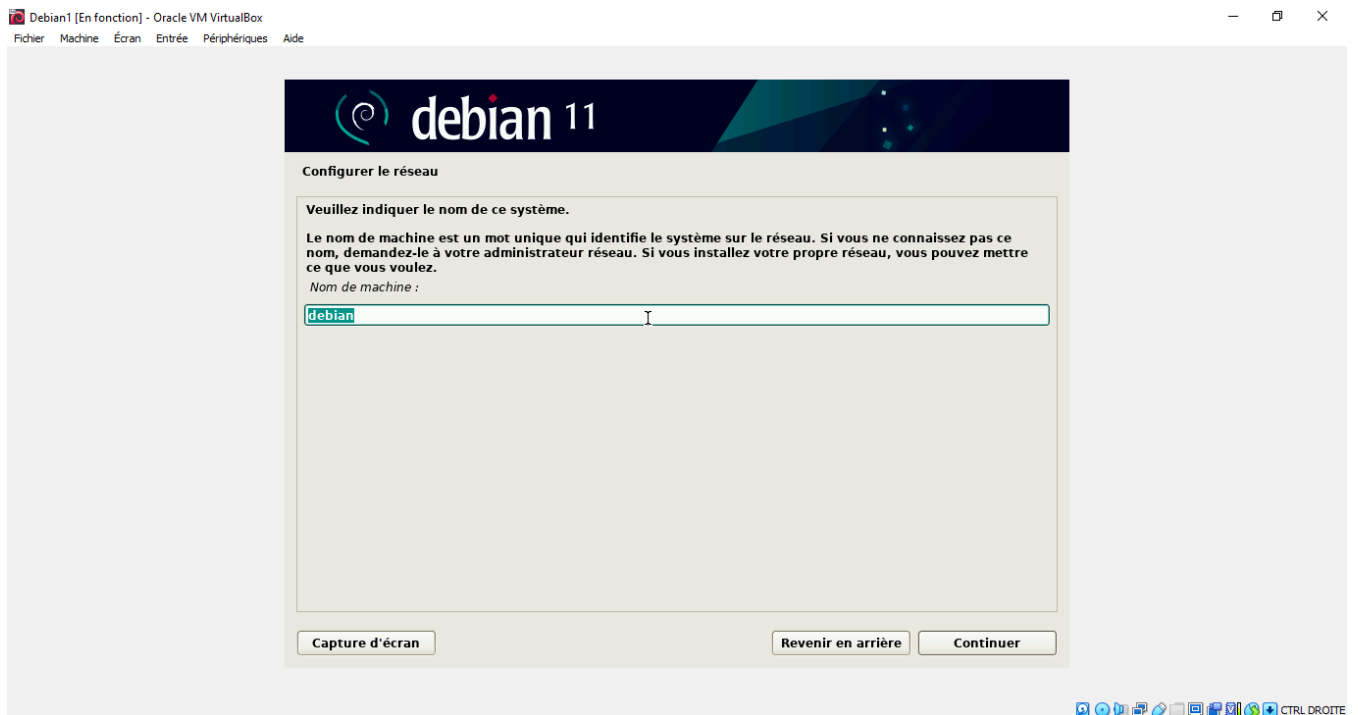 Debian1 [En fonction] - Oracle VM VirtualBox
Fichier Machine Écran Entrée Périphériques Aide
debian 11
Configurer le réseau
Veuillez indiquer le nom de ce système.
Le nom de machine est un mot unique qui identifie le système sur le réseau. Si vous ne connaissez pas ce
nom, demandez-le à votre administrateur réseau. Si vous installez votre propre réseau, vous pouvez mettre
ce que vous voulez.
Nom de machine :
debian
Capture d'écran Revenir en arrière Continuer
CTRL DROITE